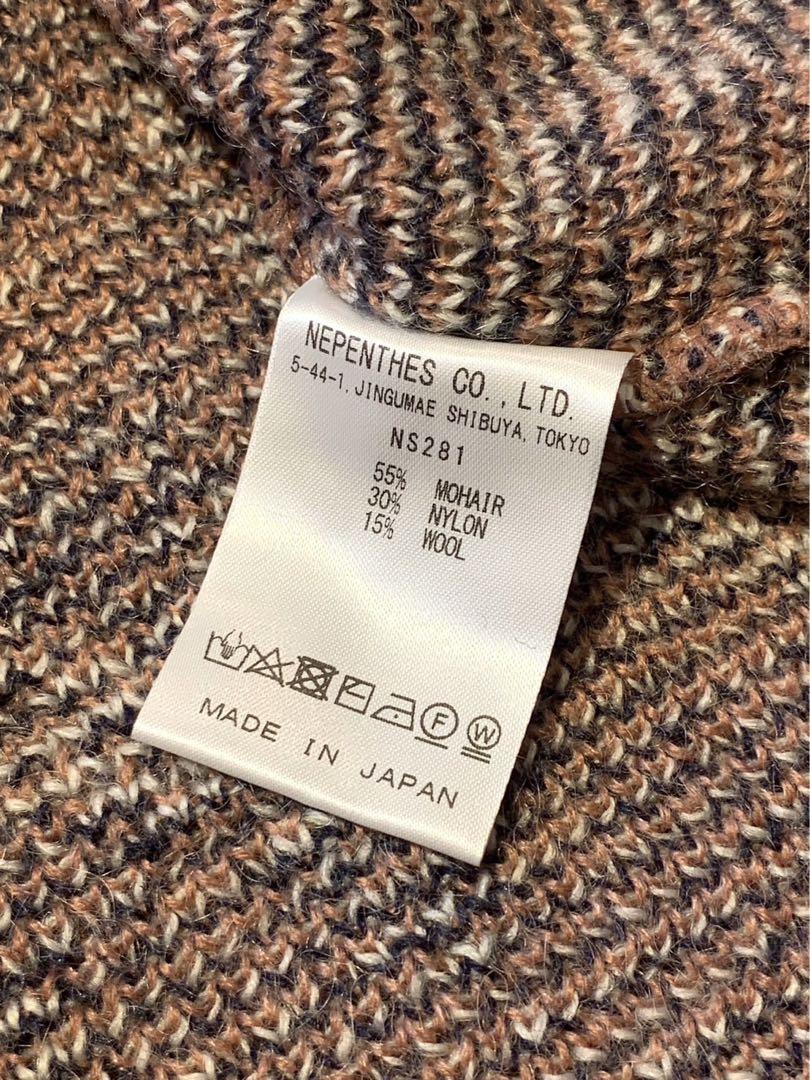 NEPENTHES CO., LTD.
5-44-1, JINGUMAE SHIBUYA, TOKYO
NS281
55% MOHAIR
30% NYLON
15% WOOL
F W
MADE IN JAPAN